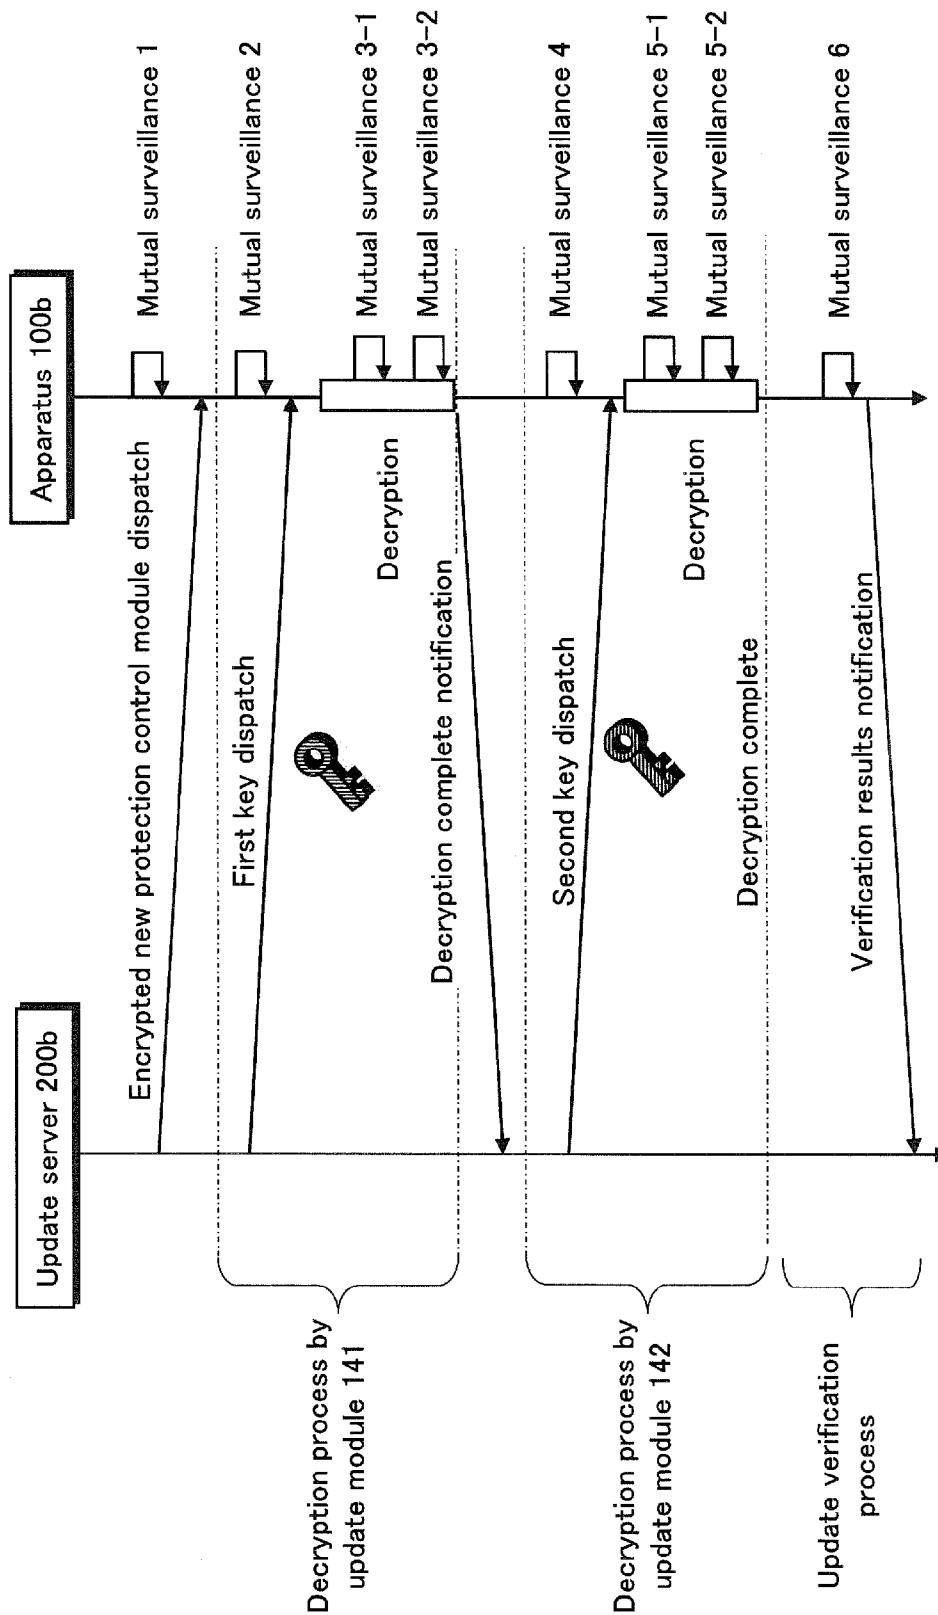 Update server 200b
Apparatus 100b
Encrypted new protection control module dispatch
Mutual surveillance 1
Decryption process by
update module 141
First key dispatch
Mutual surveillance 2
Decryption
Mutual surveillance 3-1
Mutual surveillance 3-2
Decryption complete notification
Decryption process by
update module 142
Second key dispatch
Mutual surveillance 4
Decryption
Mutual surveillance 5-1
Mutual surveillance 5-2
Decryption complete
Update verification
process
Mutual surveillance 6
Verification results notification